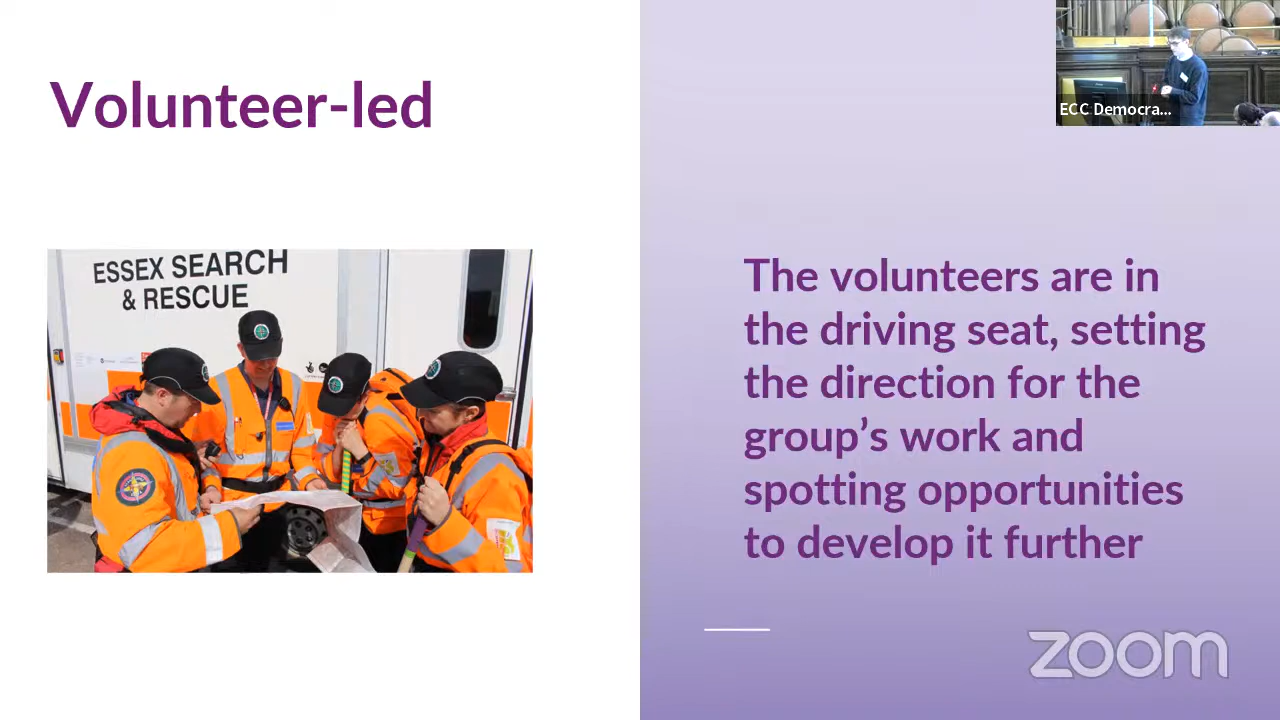 Volunteer-led
ECC Democra...
ESSEX SEARCH
& RESCUE
The volunteers are in
the driving seat, setting
the direction for the
group’s work and
spotting opportunities
to develop it further
zoom